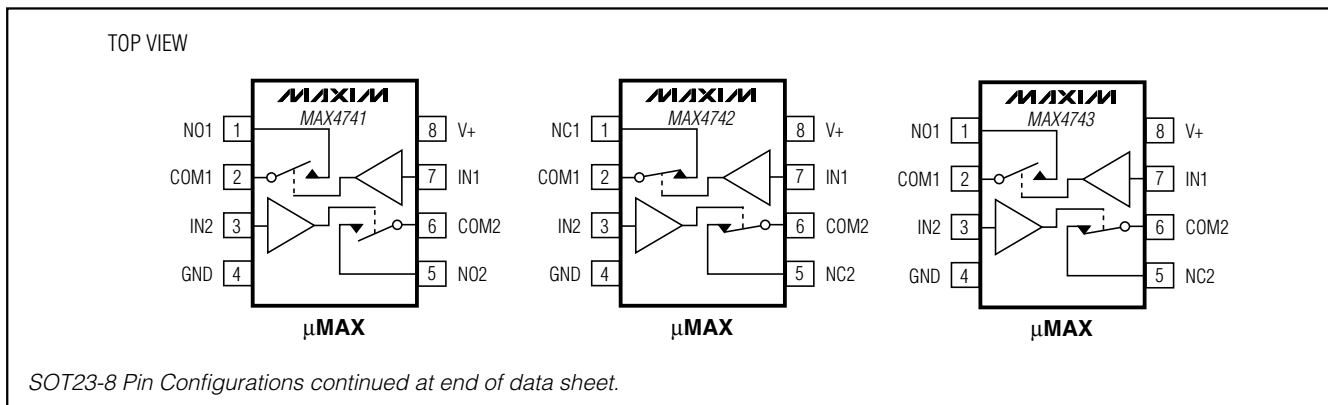 TOP VIEW
MAXIM
MAX4741
NO1 1
8 V+
COM1 2
7 IN1
IN2 3
6 COM2
GND 4
5 NO2
μMAX
MAXIM
MAX4742
NC1 1
8 V+
COM1 2
7 IN1
IN2 3
6 COM2
GND 4
5 NC2
μMAX
MAXIM
MAX4743
NO1 1
8 V+
COM1 2
7 IN1
IN2 3
6 COM2
GND 4
5 NC2
μMAX
SOT23-8 Pin Configurations continued at end of data sheet.